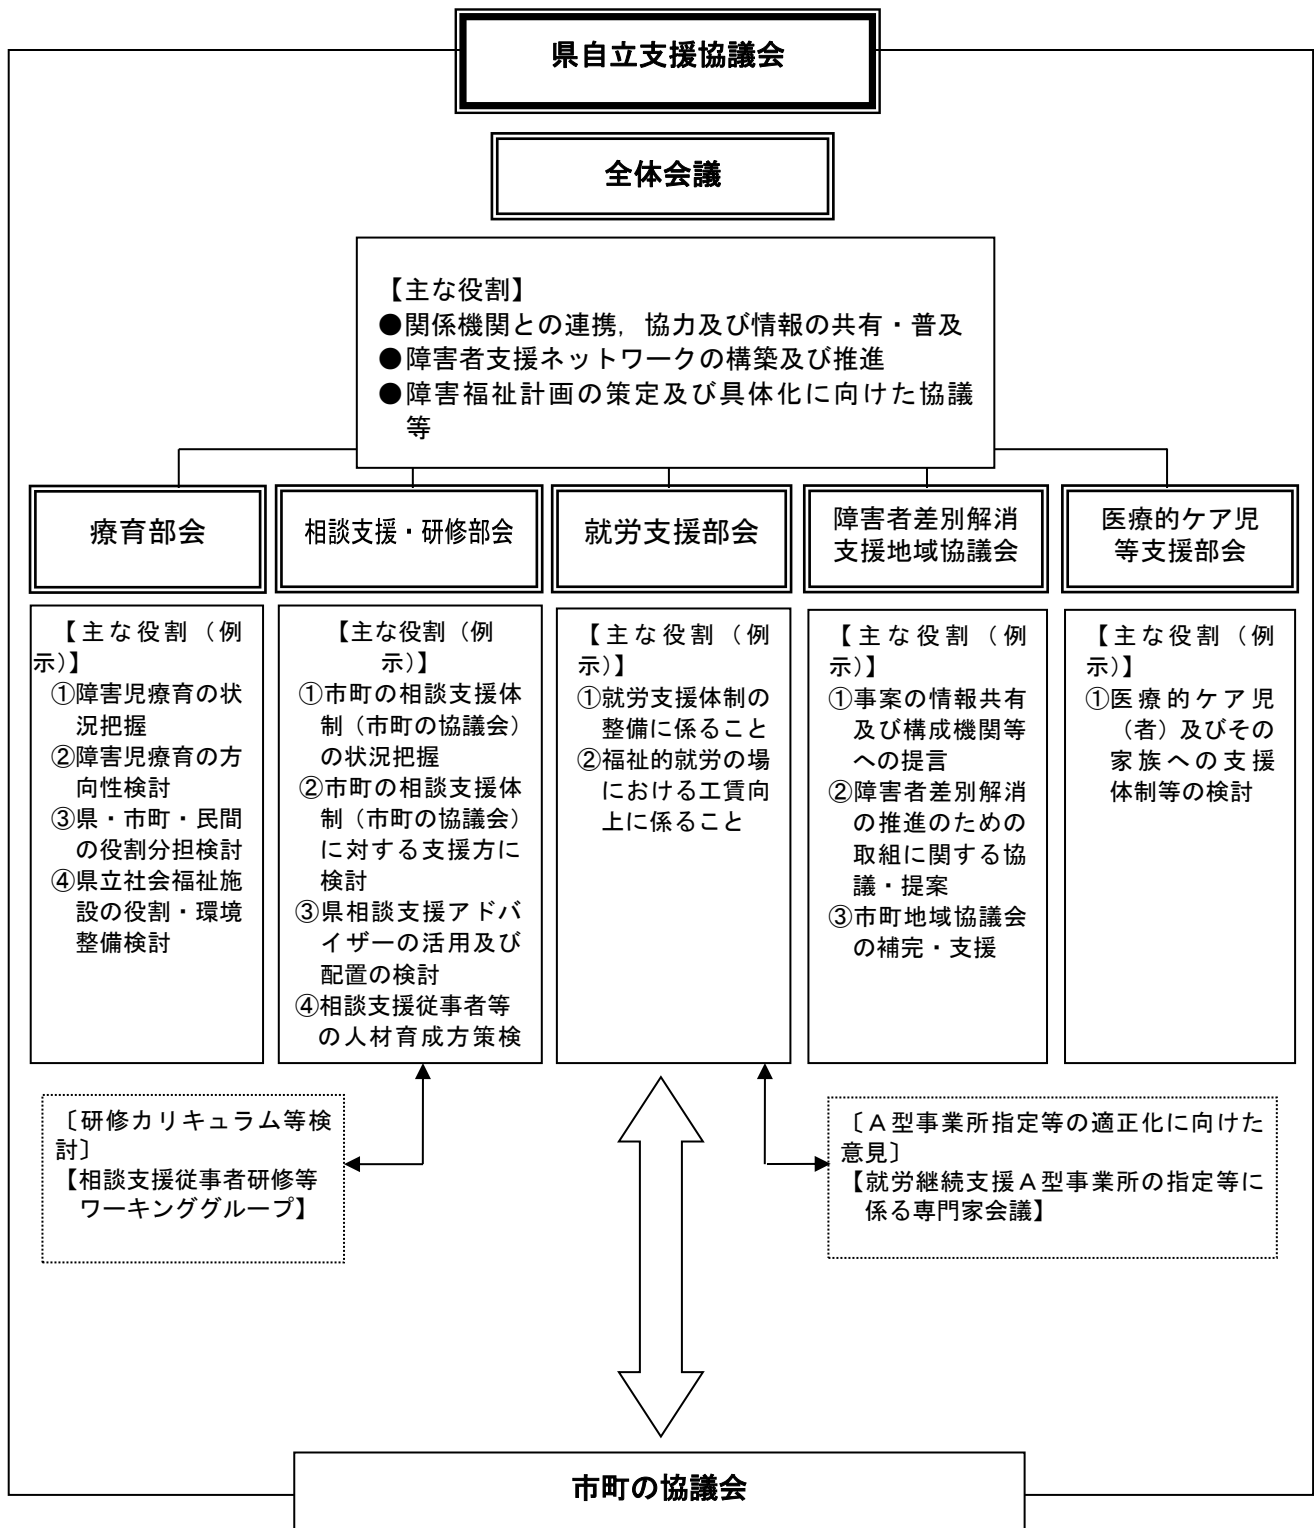 県自立支援協議会
全体会議
【主な役割】
●関係機関との連携，協力及び情報の共有・普及
●障害者支援ネットワークの構築及び推進
●障害福祉計画の策定及び具体化に向けた協議
等
療育部会
相談支援・研修部会
就労支援部会
障害者差別解消
支援地域協議会
医療的ケア児
等支援部会
【主な役割（例
示）】
①障害児療育の状
況把握
②障害児療育の方
向性検討
③県・市町・民間
の役割分担検討
④県立社会福祉施
設の役割・環境
整備検討
【主な役割（例
示）】
①市町の相談支援体
制（市町の協議会）
の状況把握
②市町の相談支援体
制（市町の協議会）
に対する支援方に
検討
③県相談支援アドバ
イザーの活用及び
配置の検討
④相談支援従事者等
の人材育成方策検
【主な役割（例
示）】
①就労支援体制の
整備に係ること
②福祉的就労の場
における工賃向
上に係ること
【主な役割（例
示）】
①事案の情報共有
及び構成機関等
への提言
②障害者差別解消
の推進のための
取組に関する協
議・提案
③市町地域協議会
の補完・支援
【主な役割（例
示）】
①医療的ケア児
（者）及びその
家族への支援
体制等の検討
〔研修カリキュラム等検
討〕
【相談支援従事者研修等
ワーキンググループ】
〔Ａ型事業所指定等の適正化に向けた
意見〕
【就労継続支援Ａ型事業所の指定等に
係る専門家会議】
市町の協議会